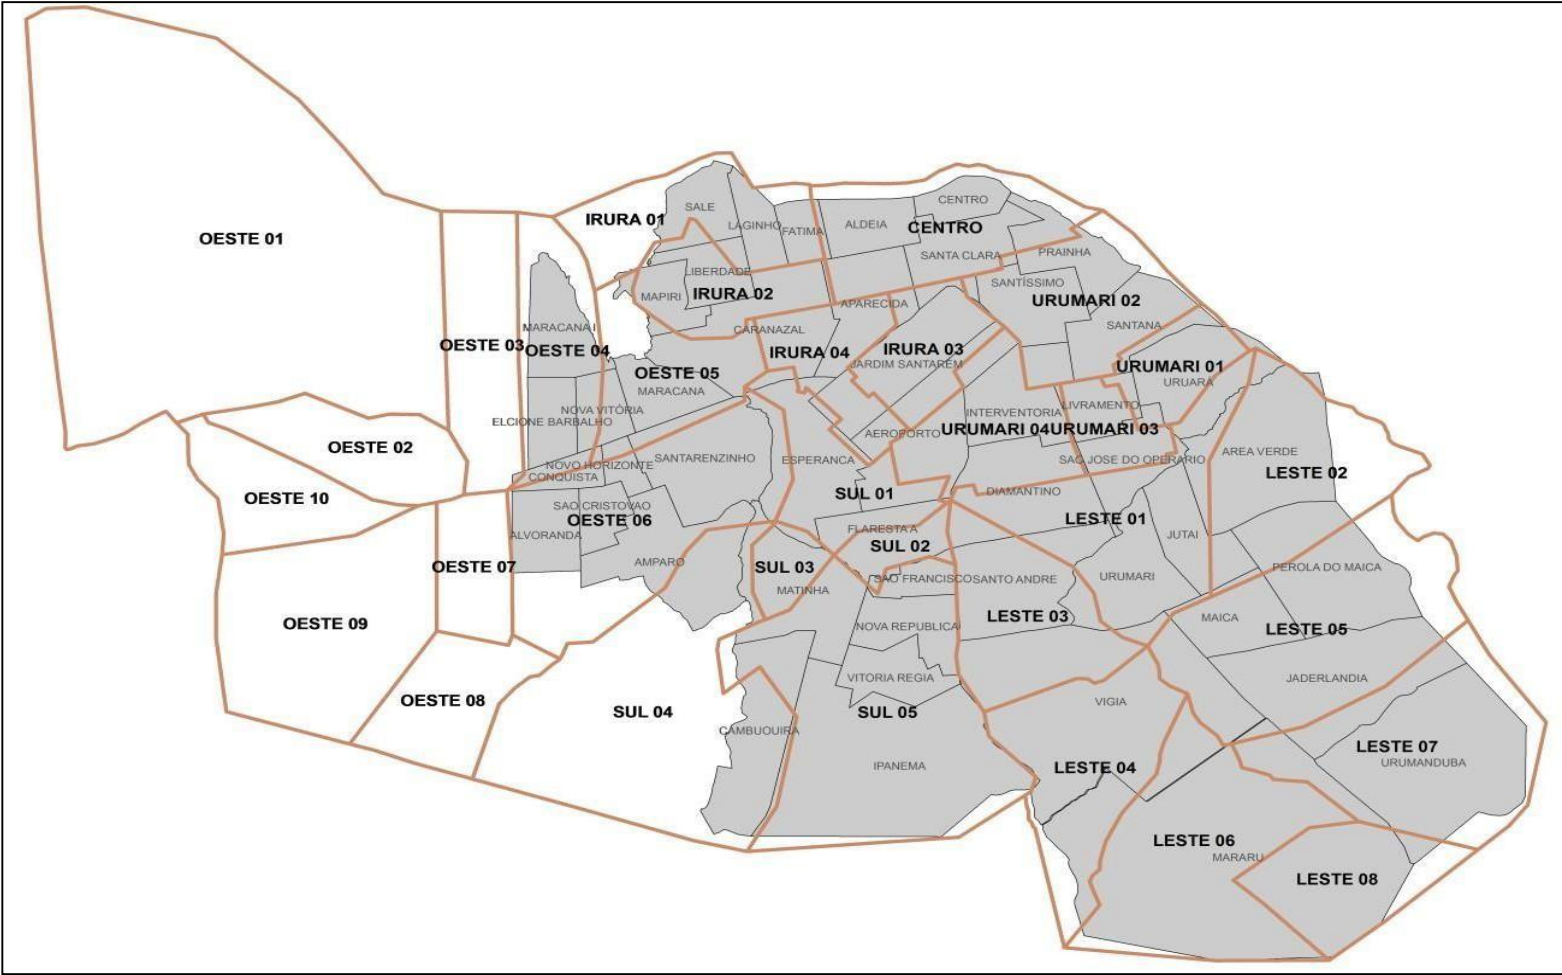 SALE
CENTRO
IRURA 01
LAGINHO
FATIMA
ALDEIA
CENTRO
OESTE 01
SANTA CLARA
PRAINHA
LIBERDADE
MAPIRI
IRURA 02
SANTÍSSIMO
URUMARI 02
APARECIDA
MARACANA I
CARANAZAL
SANTANA
OESTE 03
OESTE 04
IRURA 04
IRURA 03
JARDIM SANTAREM
OESTE 05
MARACANA
URUMARI 01
URUARA
NOVA VITÓRIA
ELCIONE BARBALHO
INTERVENTORIA
LIVRAMENTO
AEROPORTO
URUMARI 04
URUMARI 03
OESTE 02
SANTARENZINHO
ESPERANCA
SAO JOSE DO OPERARIO
AREA VERDE
LESTE 02
NOVO HORIZONTE
CONQUISTA
OESTE 10
SUL 01
DIAMANTINO
SAO CRISTOVAO
OESTE 06
LESTE 01
ALVORANDA
FLARESTA A
SUL 02
JUTAI
AMPARO
OESTE 07
SUL 03
MATINHA
SAO FRANCISCO
SANTO ANDRE
URUMARI
PEROLA DO MAICA
OESTE 09
LESTE 03
MAICA
LESTE 05
NOVA REPUBLICA
VITORIA REGIA
JADERLANDIA
OESTE 08
SUL 04
SUL 05
VIGIA
CAMBUOUIRA
LESTE 07
URUMANDUBA
IPANEMA
LESTE 04
LESTE 06
MARARU
LESTE 08